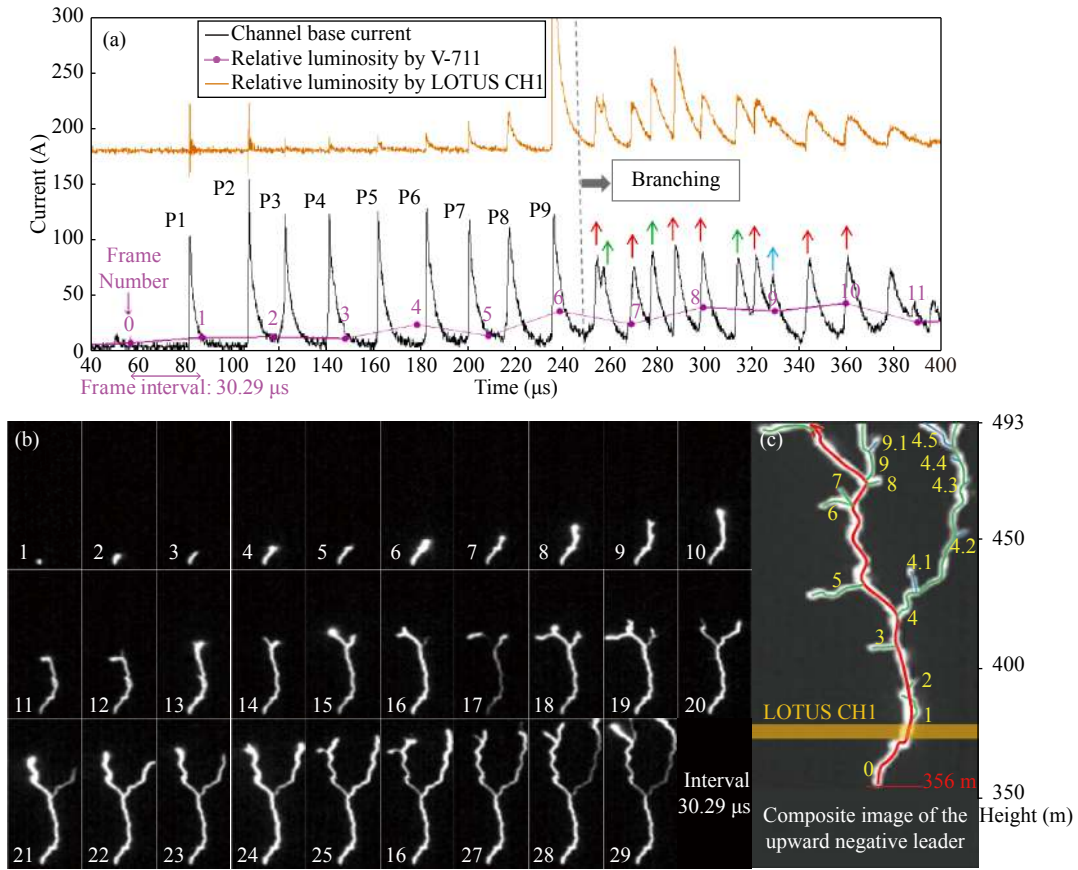 (a)
Channel base current
Relative luminosity by V-711
Relative luminosity by LOTUS CH1
300
250
200
150
100
50
0
Current (A)
P1
P2
P3
P4
P5
P6
P7
P8
P9
Branching
Frame
Number
0
1
2
3
4
5
6
7
8
9
10
11
40 60 80 100 120 140 160 180 200 220 240 260 280 300 320 340 360 380 400
Time (μs)
Frame interval: 30.29 μs
(b)
1 2 3 4 5 6 7 8 9 10
11 12 13 14 15 16 17 18 19 20
Interval
30.29 μs
21 22 23 24 25 16 27 28 29
(c)
9.1
9
8
7
6
5
4.5
4.4
4.3
4.2
4.1
4
3
2
1
LOTUS CH1
0
356 m
Composite image of the
upward negative leader
493
450
400
350
Height (m)